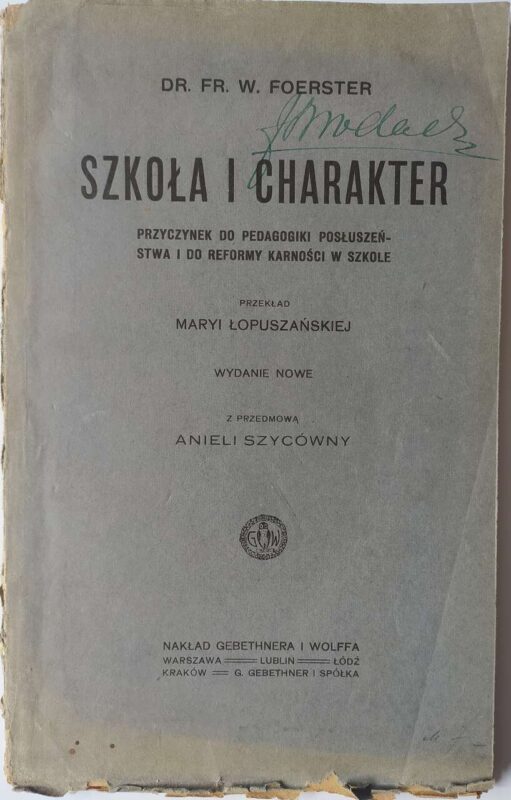 DR. FR. W. FOERSTER
SZKOŁA I CHARAKTER
PRZYCZYNEK DO PEDAGOGIKI POSŁUSZEŃ-
STWA I DO REFORMY KARNOŚCI W SZKOLE
PRZEKŁAD
MARYI ŁOPUSZAŃSKIEJ
WYDANIE NOWE
Z PRZEDMOWĄ
ANIELI SZYCÓWNY
G W
NAKŁAD GEBETHNERA I WOLFFA
WARSZAWA ═══ LUBLIN ═══ ŁÓDŹ
KRAKÓW ══ G. GEBETHNER I SPÓŁKA